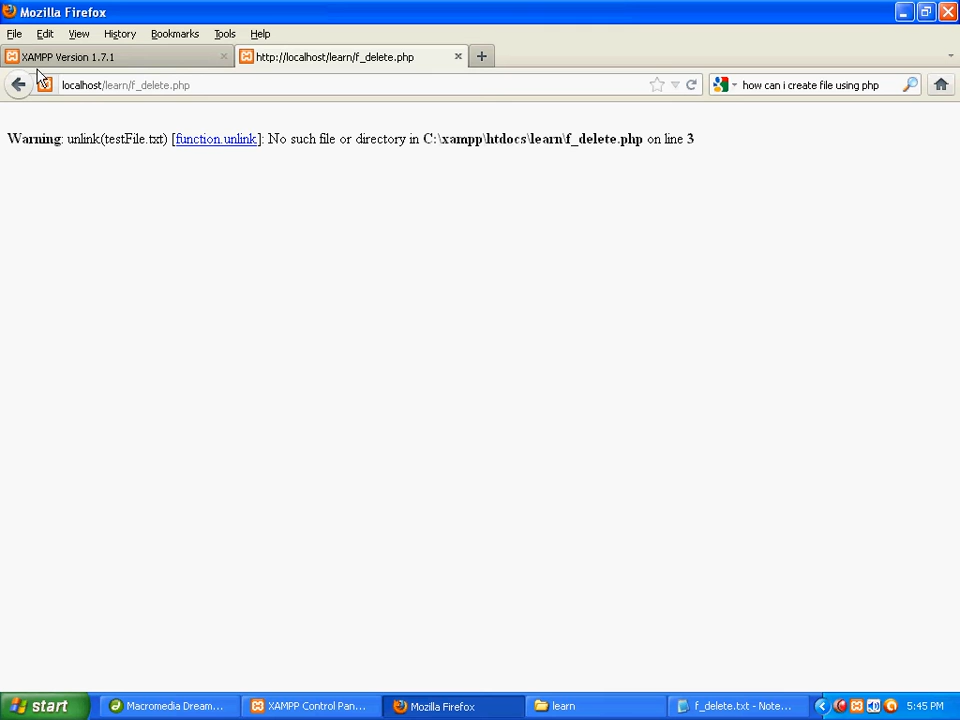 Mozilla Firefox
File Edit View History Bookmarks Tools Help
XAMPP Version 1.7.1
http://localhost/learn/f_delete.php
localhost/learn/f_delete.php
how can i create file using php
Warning: unlink(testFile.txt) [function.unlink]: No such file or directory in C:\xampp\htdocs\learn\f_delete.php on line 3
start
Macromedia Dream...
XAMPP Control Pan...
Mozilla Firefox
learn
f_delete.txt - Note...
5:45 PM